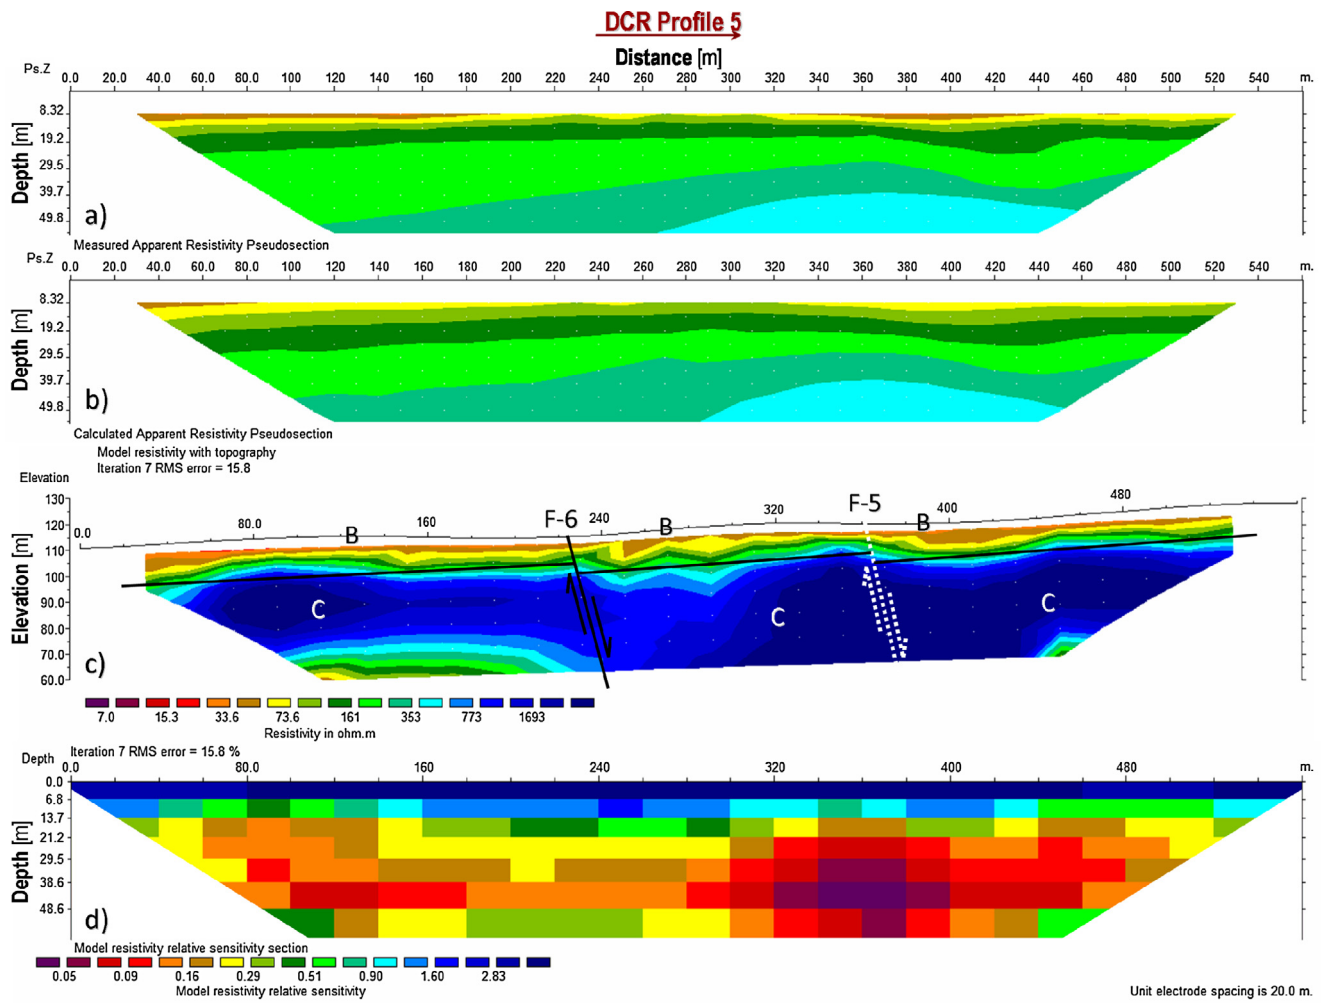 DCR Profile 5
Distance [m]
Ps.Z 0.0 20.0 40.0 60.0 80.0 100 120 140 160 180 200 220 240 260 280 300 320 340 360 380 400 420 440 460 480 500 520 540 m.
8.32
19.2
29.5
39.7
49.8
Depth [m]
a)
Measured Apparent Resistivity Pseudosection
Ps.Z 0.0 20.0 40.0 60.0 80.0 100 120 140 160 180 200 220 240 260 280 300 320 340 360 380 400 420 440 460 480 500 520 540 m.
8.32
19.2
29.5
39.7
49.8
Depth [m]
b)
Calculated Apparent Resistivity Pseudosection
Model resistivity with topography
Iteration 7 RMS error = 15.8
Elevation
130
120
110
100
90.0
80.0
70.0
60.0
Elevation [m]
0.0 80.0 160 240 320 400 480
B F-6 B F-5 B
C C C
c)
7.0 15.3 33.6 73.6 161 353 773 1693
Resistivity in ohm.m
Iteration 7 RMS error = 15.8 %
Depth
0.0 80.0 160 240 320 400 480 m.
0.0
6.8
13.7
21.2
29.5
38.6
48.6
Depth [m]
d)
Model resistivity relative sensitivity section
0.05 0.09 0.16 0.29 0.51 0.90 1.60 2.83
Model resistivity relative sensitivity
Unit electrode spacing is 20.0 m.